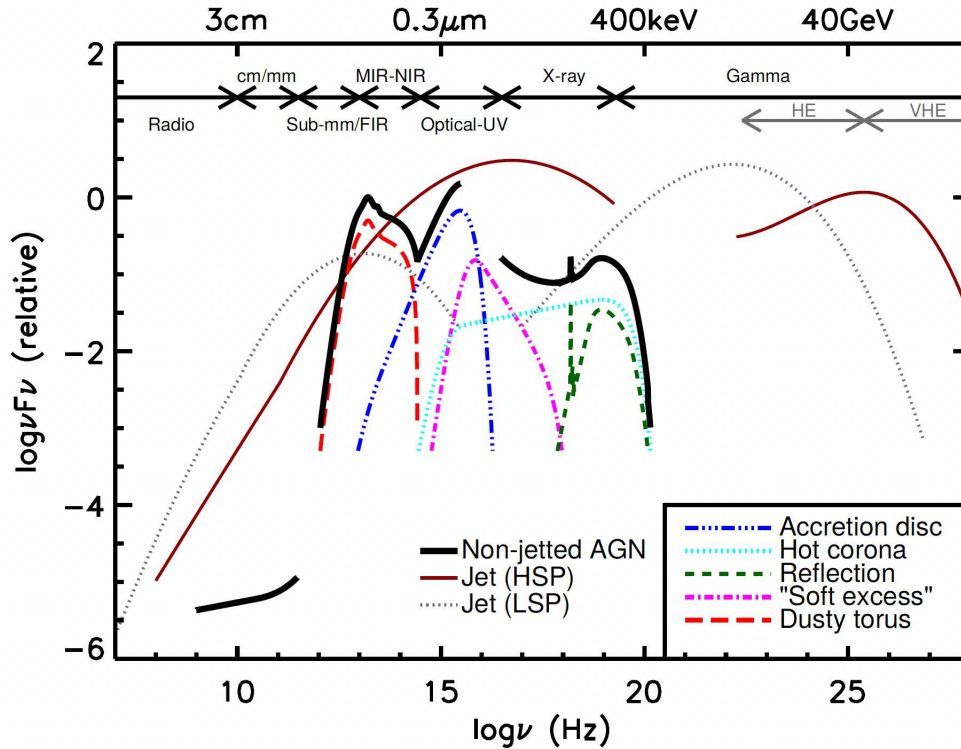 3cm 0.3μm 400keV 40GeV
2
cm/mm MIR-NIR X-ray Gamma
Radio Sub-mm/FIR Optical-UV HE VHE
0
−2
−4
−6
logνFν (relative)
Non-jetted AGN
Jet (HSP)
Jet (LSP)
Accretion disc
Hot corona
Reflection
"Soft excess"
Dusty torus
10 15 20 25
logν (Hz)